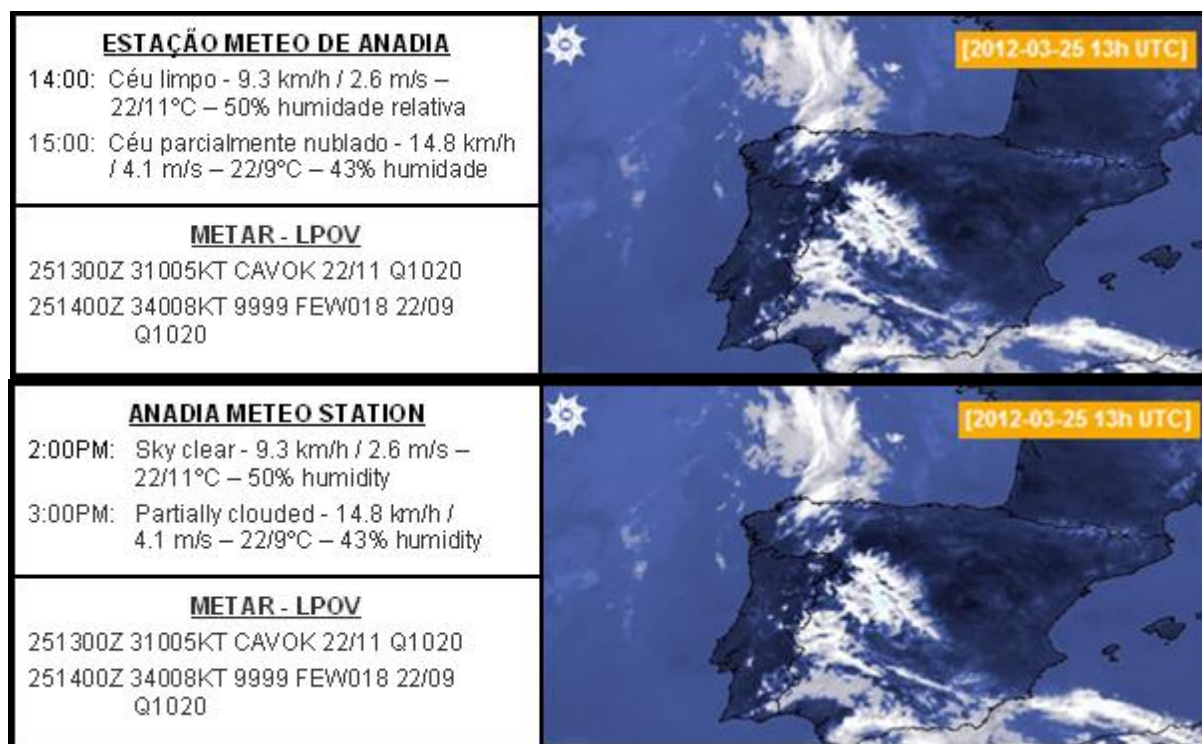 ESTAÇÃO METEO DE ANADIA
14:00: Céu limpo - 9.3 km/h / 2.6 m/s –
22/11ºC – 50% humidade relativa
15:00: Céu parcialmente nublado - 14.8 km/h
/ 4.1 m/s – 22/9ºC – 43% humidade
METAR - LPOV
251300Z 31005KT CAVOK 22/11 Q1020
251400Z 34008KT 9999 FEW018 22/09
Q1020
[2012-03-25 13h UTC]
ANADIA METEO STATION
2:00PM: Sky clear - 9.3 km/h / 2.6 m/s –
22/11ºC – 50% humidity
3:00PM: Partially clouded - 14.8 km/h /
4.1 m/s – 22/9ºC – 43% humidity
METAR - LPOV
251300Z 31005KT CAVOK 22/11 Q1020
251400Z 34008KT 9999 FEW018 22/09
Q1020
[2012-03-25 13h UTC]